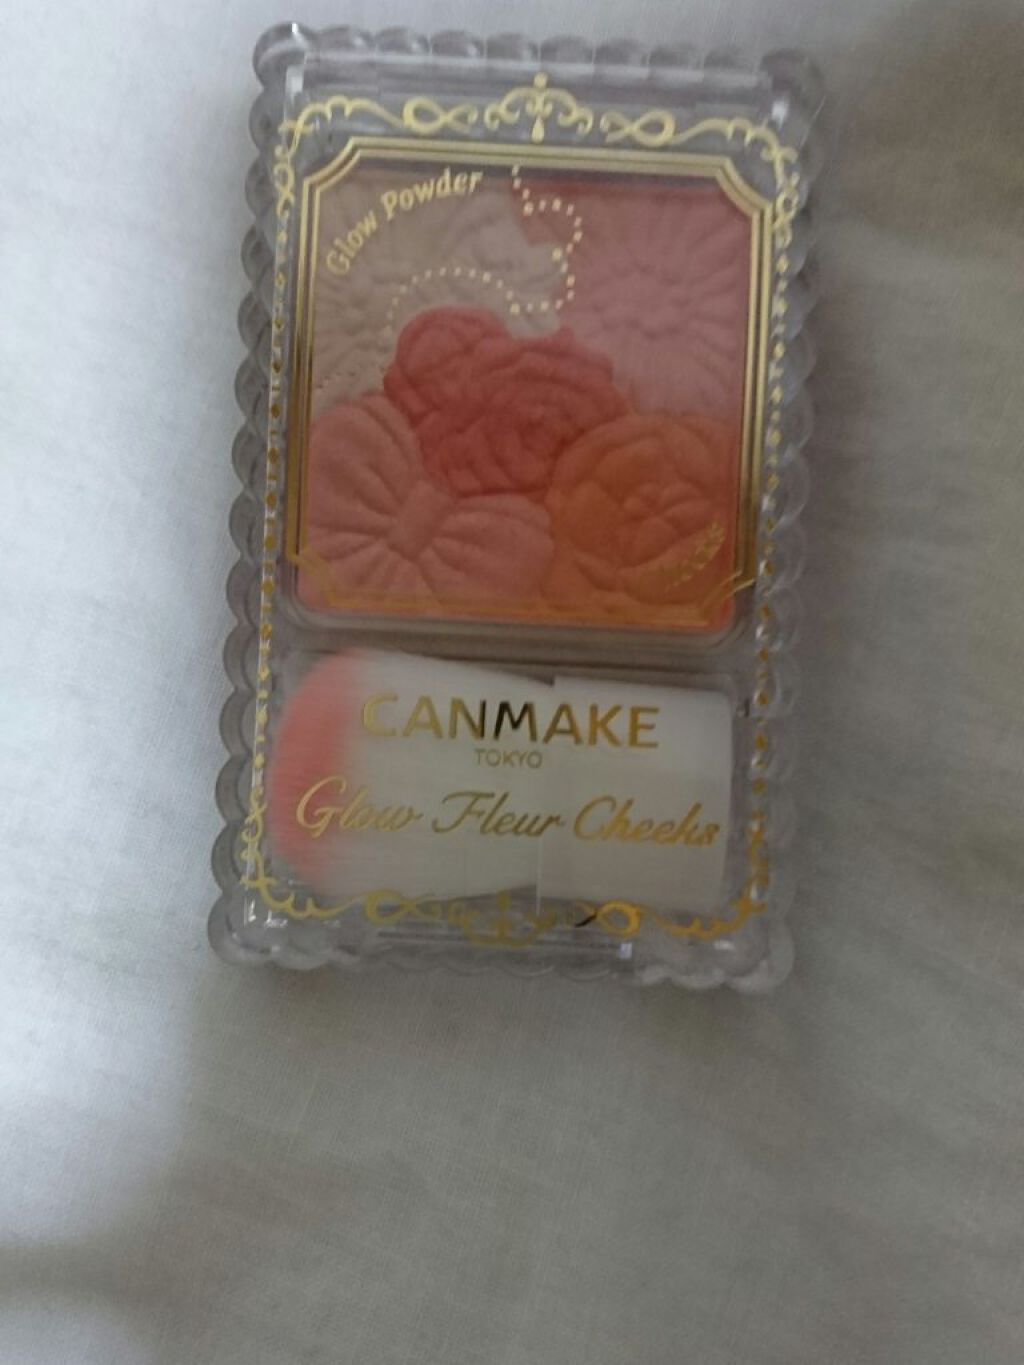 Glow Powder
CANMAKE
TOKYO
Glow Fleur Cheeks